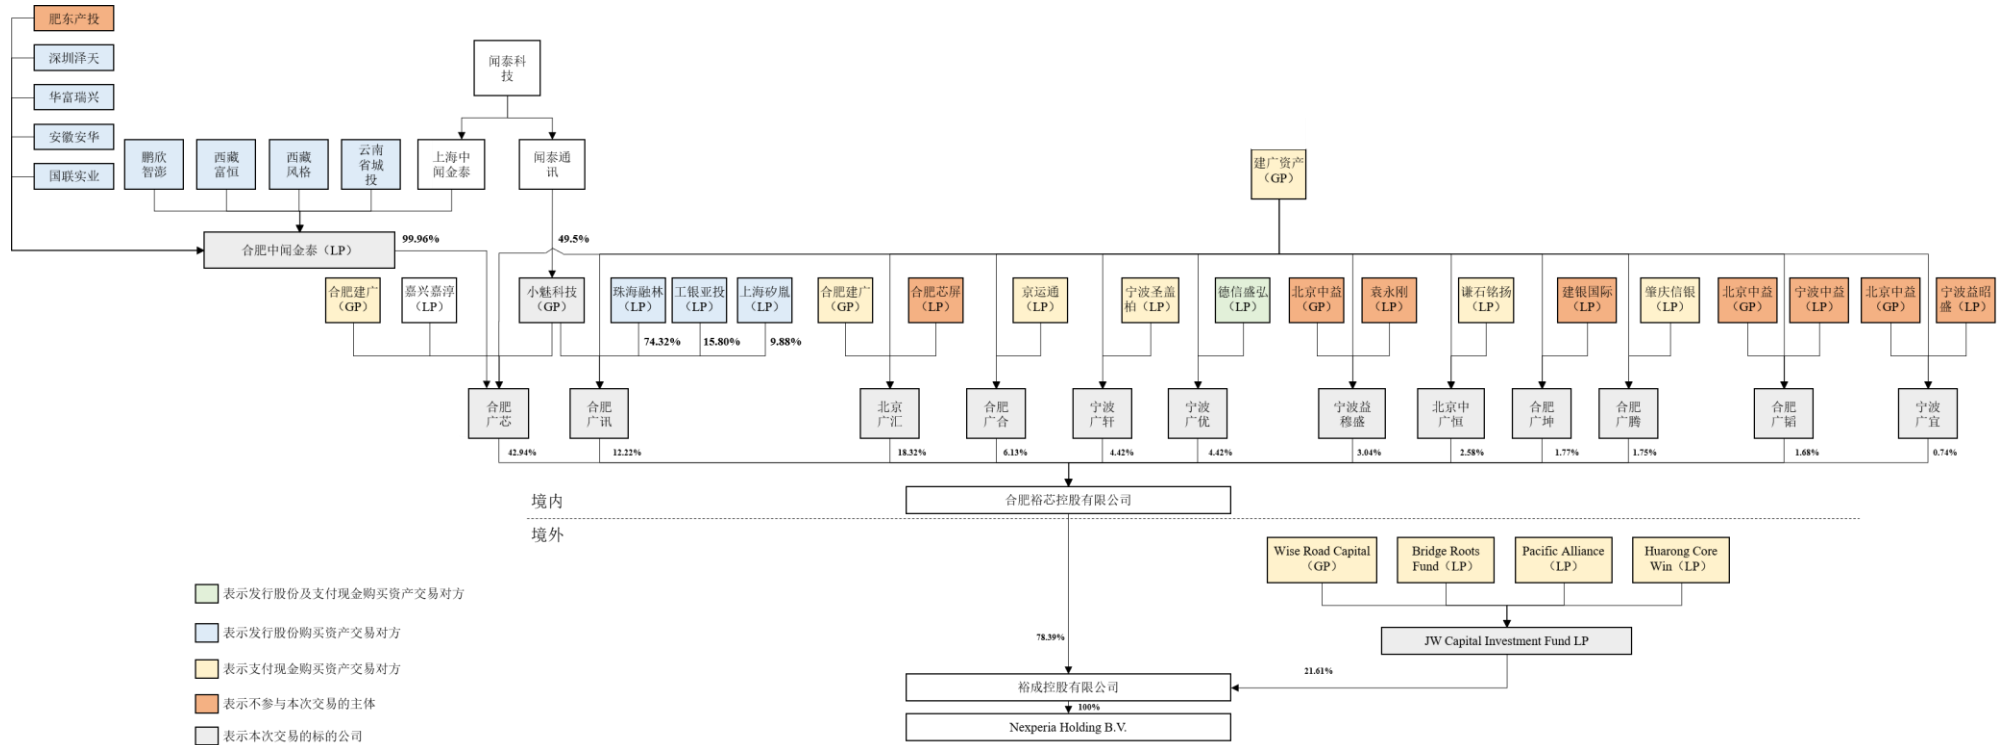 肥东产投
深圳泽天
华富瑞兴
安徽安华
国联实业
闻泰科
技
鹏欣
智澎
西藏
富恒
西藏
风格
云南
省城
投
上海中
闻金泰
闻泰通
讯
建广资产
(GP)
合肥中闻金泰（LP）
99.96%
49.5%
合肥建广
（GP）
嘉兴嘉淳
（LP）
小魅科技
（GP）
珠海融林
（LP）
工银亚投
（LP）
上海矽胤
（LP）
合肥建广
（GP）
合肥芯屏
（LP）
京运通
（LP）
宁波圣盖
柏（LP）
德信盛弘
（LP）
北京中益
（GP）
袁永刚
（LP）
谦石铭扬
（LP）
建银国际
（LP）
肇庆信银
（LP）
北京中益
（GP）
宁波中益
（LP）
北京中益
（GP）
宁波益昭
盛（LP）
74.32%
15.80%
9.88%
合肥
广芯
合肥
广讯
北京
广汇
合肥
广合
宁波
广轩
宁波
广优
宁波益
穆盛
北京中
广恒
合肥
广坤
合肥
广腾
合肥
广韬
宁波
广宜
42.94%
12.22%
18.32%
6.13%
4.42%
4.42%
3.04%
2.58%
1.77%
1.75%
1.68%
0.74%
合肥裕芯控股有限公司
境内
境外
Wise Road Capital
（GP）
Bridge Roots
Fund（LP）
Pacific Alliance
（LP）
Huarong Core
Win（LP）
JW Capital Investment Fund LP
78.39%
21.61%
裕成控股有限公司
100%
Nexperia Holding B.V.
表示发行股份及支付现金购买资产交易对方
表示发行股份购买资产交易对方
表示支付现金购买资产交易对方
表示不参与本次交易的主体
表示本次交易的标的公司